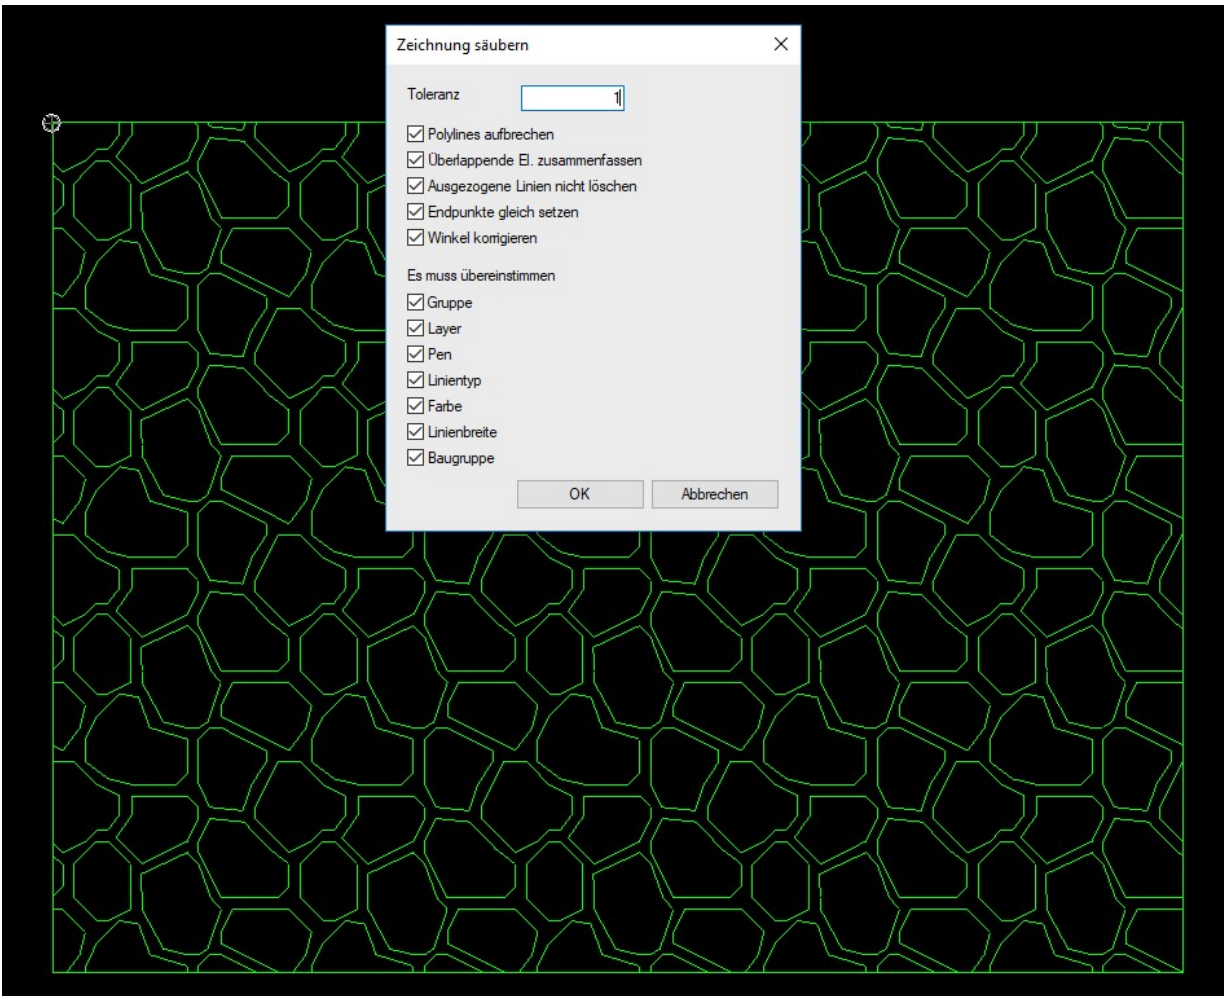 Zeichnung säubern
Toleranz 1
Polylines aufbrechen
Überlappende El. zusammenfassen
Ausgezogene Linien nicht löschen
Endpunkte gleich setzen
Winkel korrigieren
Es muss übereinstimmen
Gruppe
Layer
Pen
Linientyp
Farbe
Linienbreite
Baugruppe
OK Abbrechen